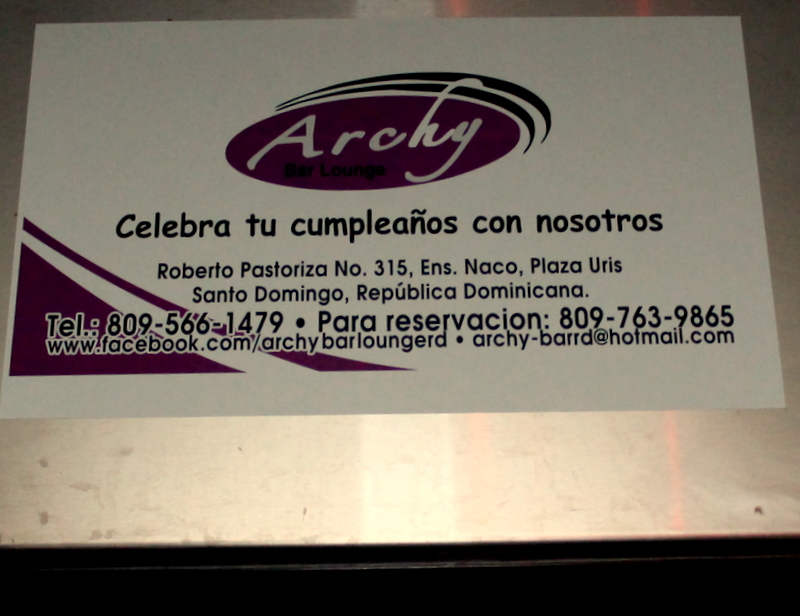 Archy
Bar Lounge
Celebra tu cumpleaños con nosotros
Roberto Pastoriza No. 315, Ens. Naco, Plaza Uris
Santo Domingo, República Dominicana.
Tel.: 809-566-1479 • Para reservacion: 809-763-9865
www.facebook.com/archybarloungerd • archy-barrd@hotmail.com